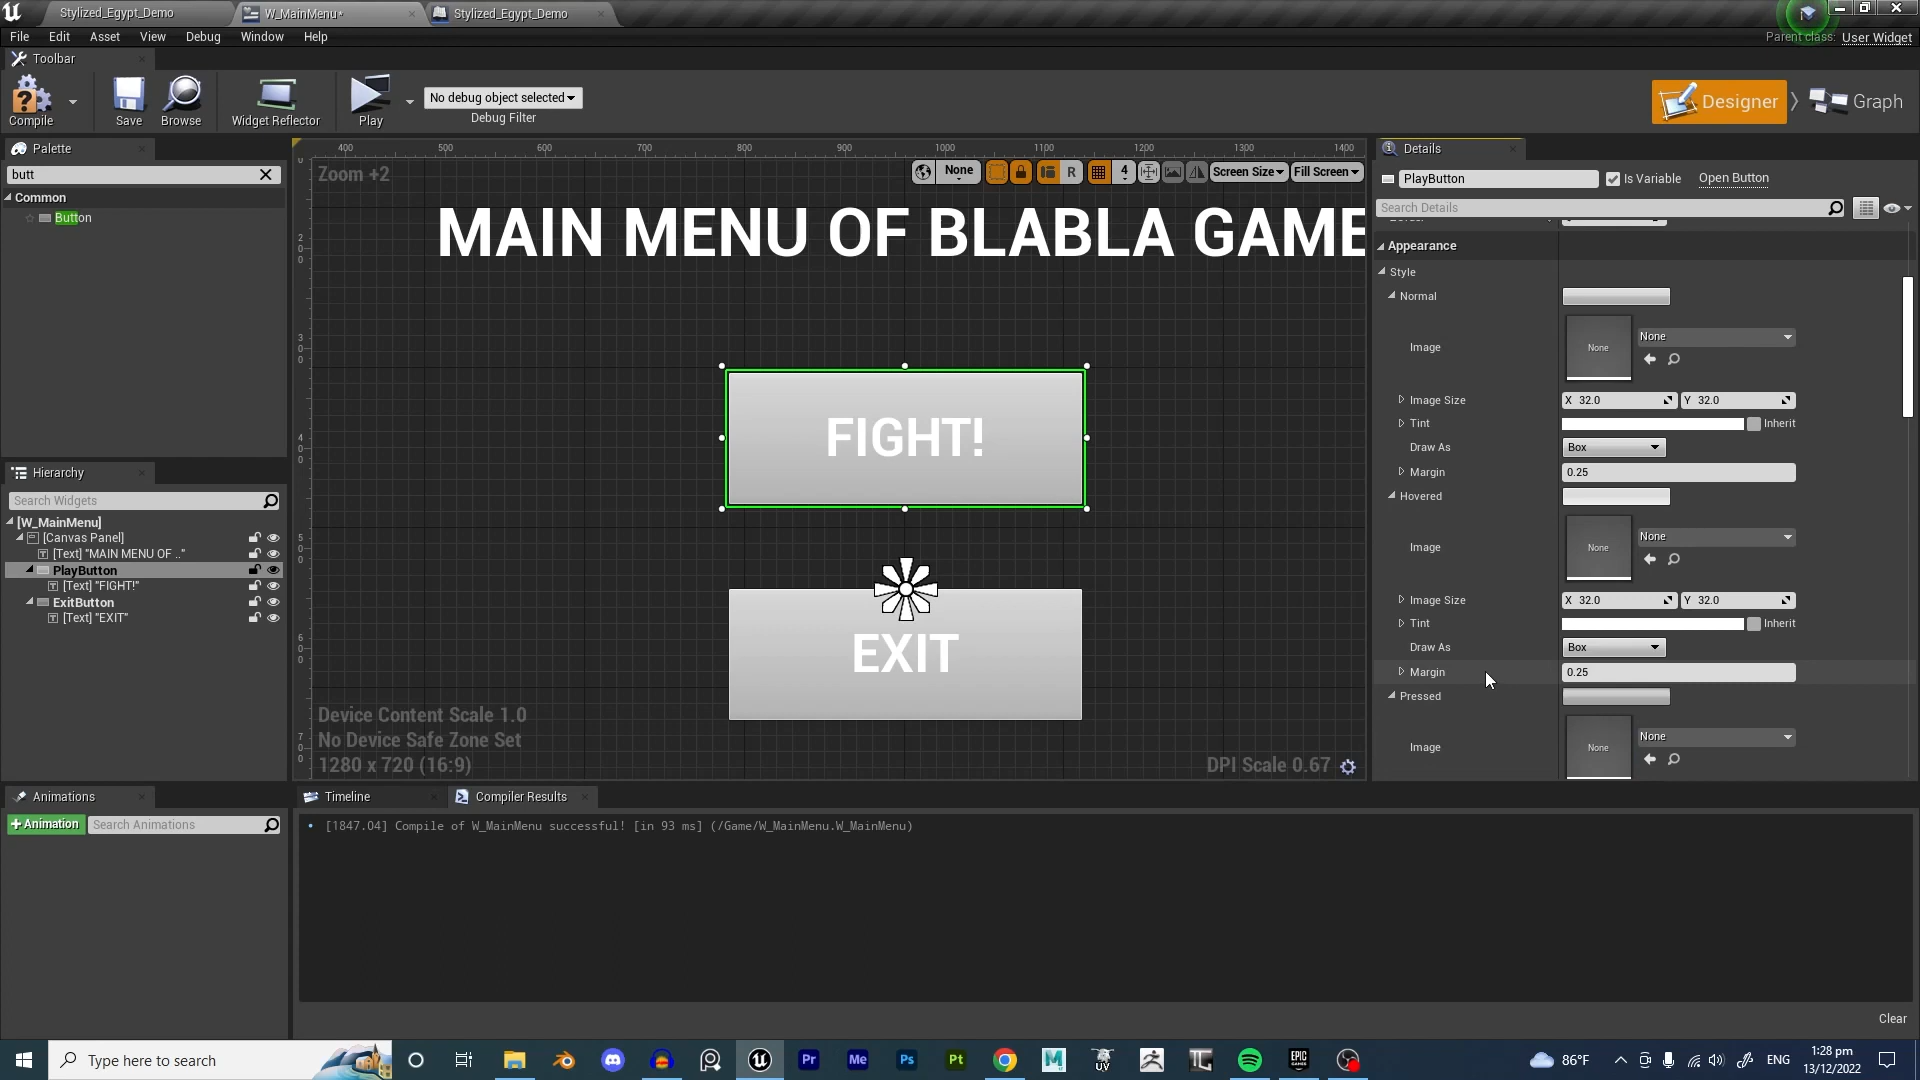 Stylized_Egypt_Demo
W_MainMenu*
Stylized_Egypt_Demo
File Edit Asset View Debug Window Help
Parent class: User Widget
Toolbar
Compile
Save
Browse
Widget Reflector
Play
No debug object selected
Debug Filter
Designer
Graph
Palette
butt
Common
Button
Hierarchy
Search Widgets
[W_MainMenu]
[Canvas Panel]
[Text] "MAIN MENU OF .."
PlayButton
[Text] "FIGHT!"
ExitButton
[Text] "EXIT"
400 500 600 700 800 900 1000 1100 1200 1300 1400
Zoom +2
None
R
4
Screen Size
Fill Screen
MAIN MENU OF BLABLA GAME
FIGHT!
EXIT
Device Content Scale 1.0
No Device Safe Zone Set
1280 x 720 (16:9)
DPI Scale 0.67
Details
PlayButton
Is Variable
Open Button
Search Details
Appearance
Style
Normal
Image
None
None
Image Size X 32.0 Y 32.0
Tint Inherit
Draw As Box
Margin 0.25
Hovered
Image
None
None
Image Size X 32.0 Y 32.0
Tint Inherit
Draw As Box
Margin 0.25
Pressed
Image
None
None
Animations
+Animation
Search Animations
Timeline
Compiler Results
[1847.04] Compile of W_MainMenu successful! [in 93 ms] (/Game/W_MainMenu.W_MainMenu)
Clear
Type here to search
Pr
Me
Ps
Pt
M
UV
EPIC GAMES
86°F
ENG
1:28 pm
13/12/2022